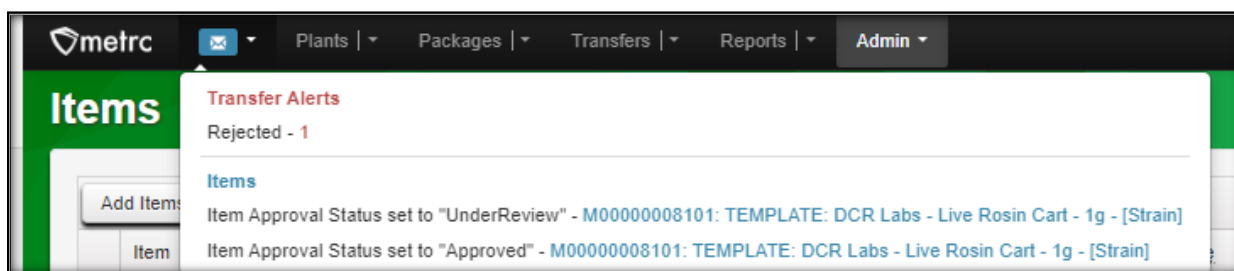 metrc Plants | Packages | Transfers | Reports | Admin
Items
Transfer Alerts
Rejected - 1
Items
Add Items
Item Approval Status set to "UnderReview" - M00000008101: TEMPLATE: DCR Labs - Live Rosin Cart - 1g - [Strain]
Item
Item Approval Status set to "Approved" - M00000008101: TEMPLATE: DCR Labs - Live Rosin Cart - 1g - [Strain]